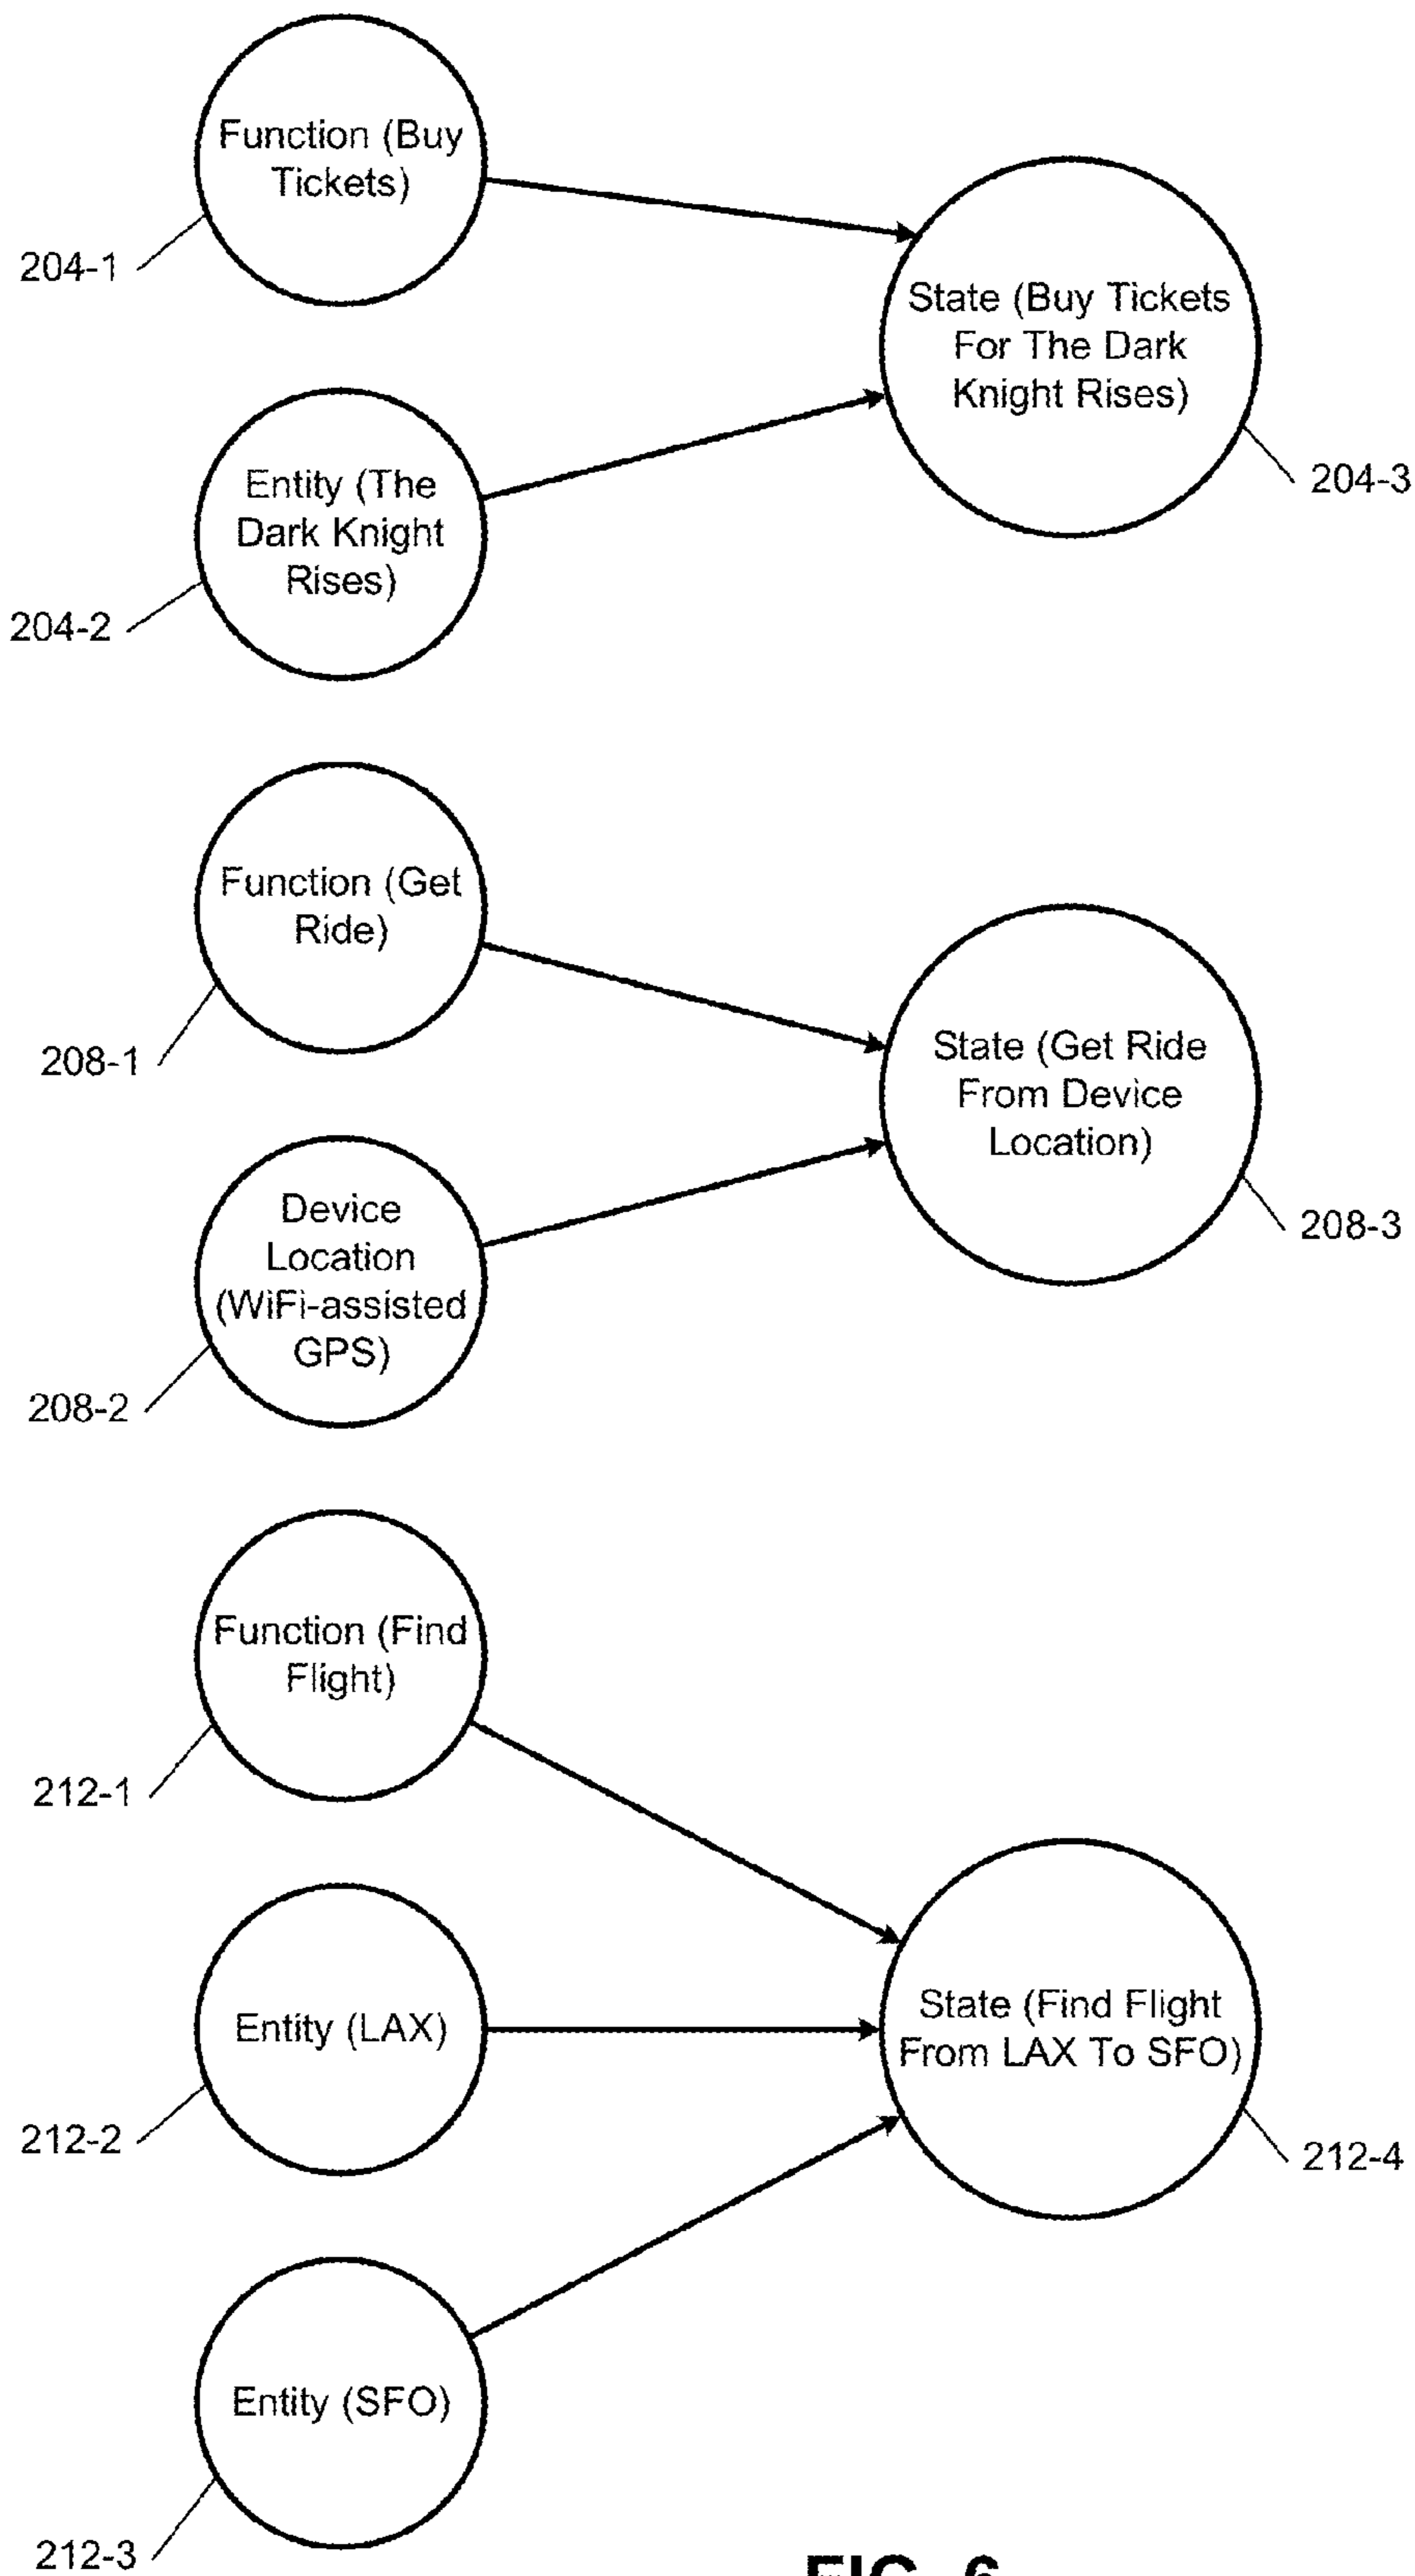 Function (Buy
Tickets)
204-1
State (Buy Tickets
For The Dark
Knight Rises)
204-3
Entity (The
Dark Knight
Rises)
204-2
Function (Get
Ride)
208-1
State (Get Ride
From Device
Location)
208-3
Device
Location
(WiFi-assisted
GPS)
208-2
Function (Find
Flight)
212-1
Entity (LAX)
212-2
State (Find Flight
From LAX To SFO)
212-4
Entity (SFO)
212-3
FIG. 6